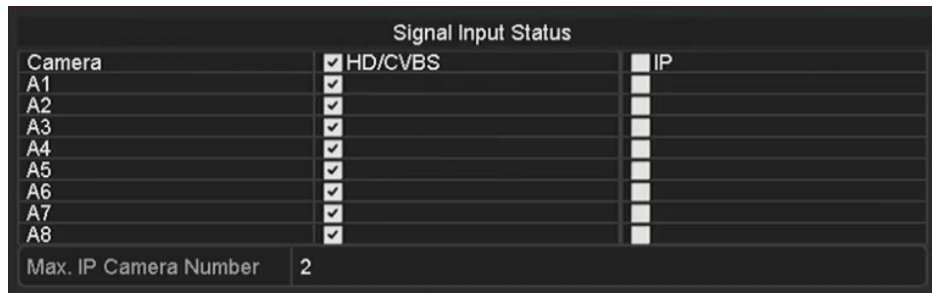 Signal Input Status
Camera HD/CVBS IP
A1
A2
A3
A4
A5
A6
A7
A8
Max. IP Camera Number 2